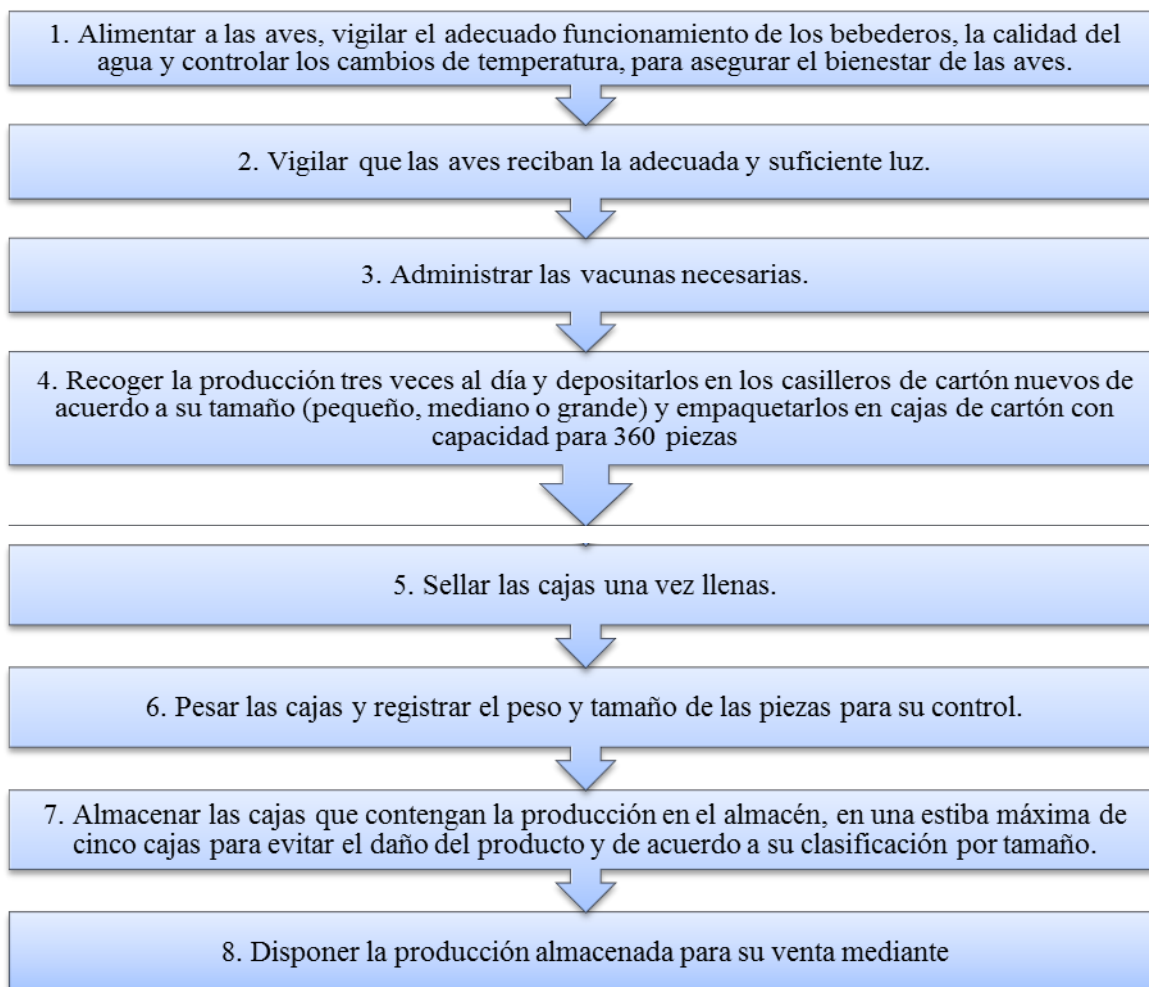 1. Alimentar a las aves, vigilar el adecuado funcionamiento de los bebederos, la calidad del
agua y controlar los cambios de temperatura, para asegurar el bienestar de las aves.
2. Vigilar que las aves reciban la adecuada y suficiente luz.
3. Administrar las vacunas necesarias.
4. Recoger la producción tres veces al día y depositarlos en los casilleros de cartón nuevos de
acuerdo a su tamaño (pequeño, mediano o grande) y empaquetarlos en cajas de cartón con
capacidad para 360 piezas
5. Sellar las cajas una vez llenas.
6. Pesar las cajas y registrar el peso y tamaño de las piezas para su control.
7. Almacenar las cajas que contengan la producción en el almacén, en una estiba máxima de
cinco cajas para evitar el daño del producto y de acuerdo a su clasificación por tamaño.
8. Disponer la producción almacenada para su venta mediante